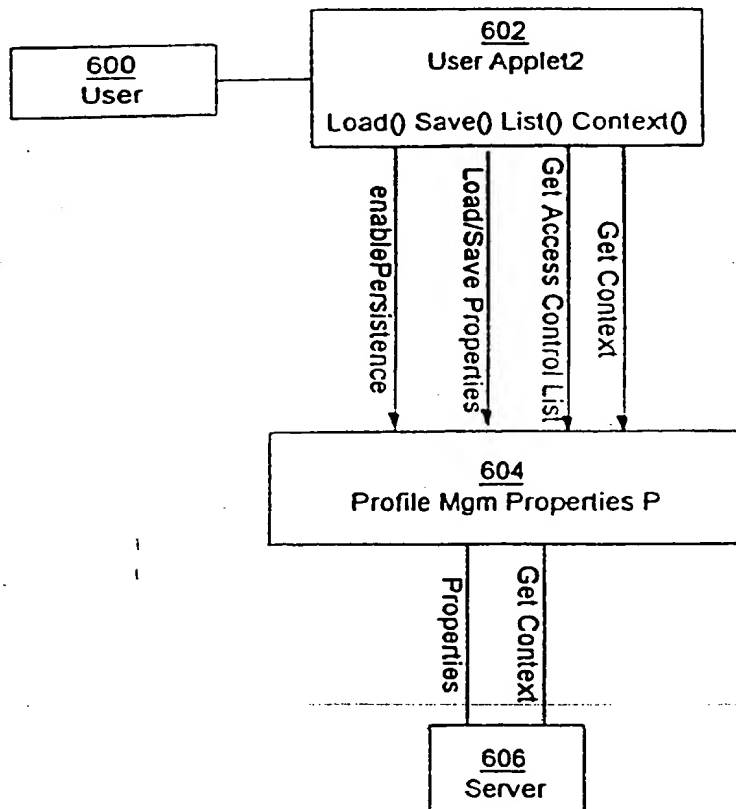 602
User Applet2
600
User
Load() Save() List() Context()
enablePersistence
Load/Save Properties
Get Access Control List
Get Context
604
Profile Mgm Properties P
Properties
Get Context
606
Server